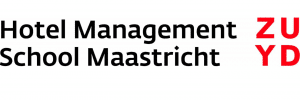 Hotel Management ZU
School Maastricht YD